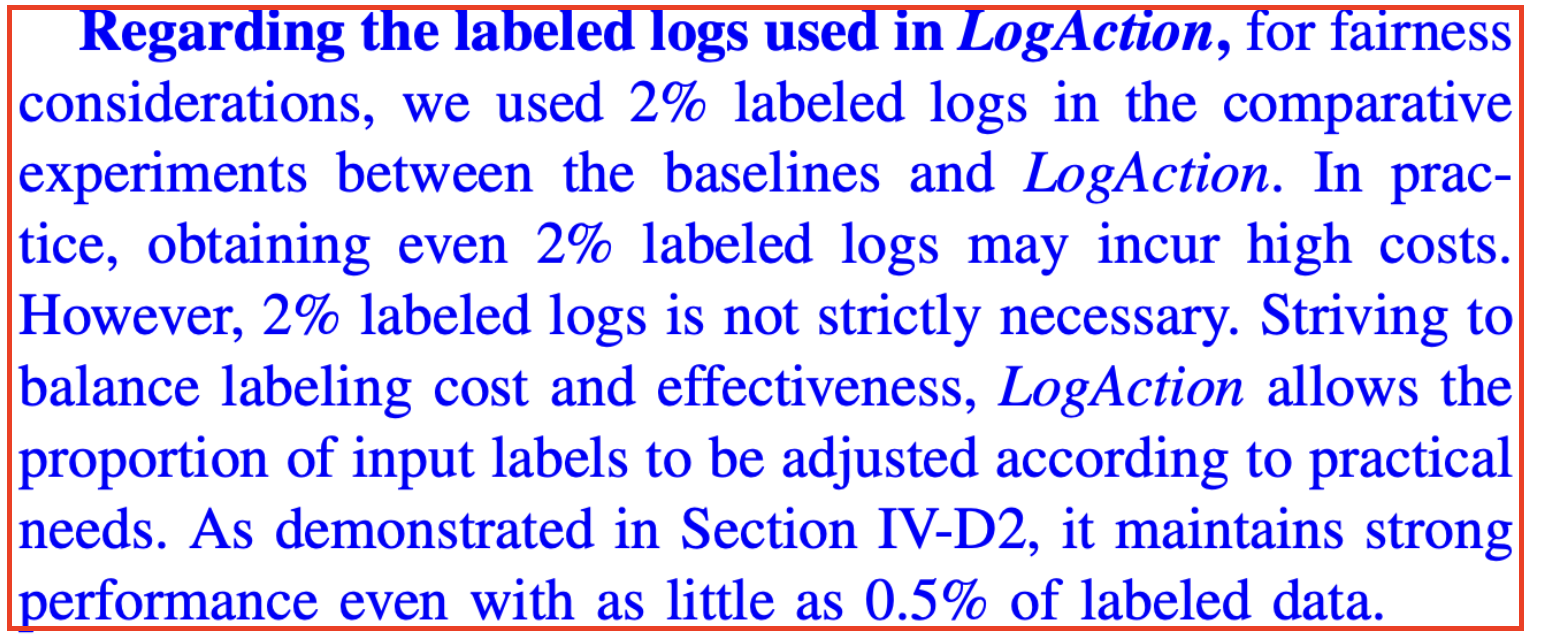 Regarding the labeled logs used in LogAction, for fairness
considerations, we used 2% labeled logs in the comparative
experiments between the baselines and LogAction. In prac-
tice, obtaining even 2% labeled logs may incur high costs.
However, 2% labeled logs is not strictly necessary. Striving to
balance labeling cost and effectiveness, LogAction allows the
proportion of input labels to be adjusted according to practical
needs. As demonstrated in Section IV-D2, it maintains strong
performance even with as little as 0.5% of labeled data.